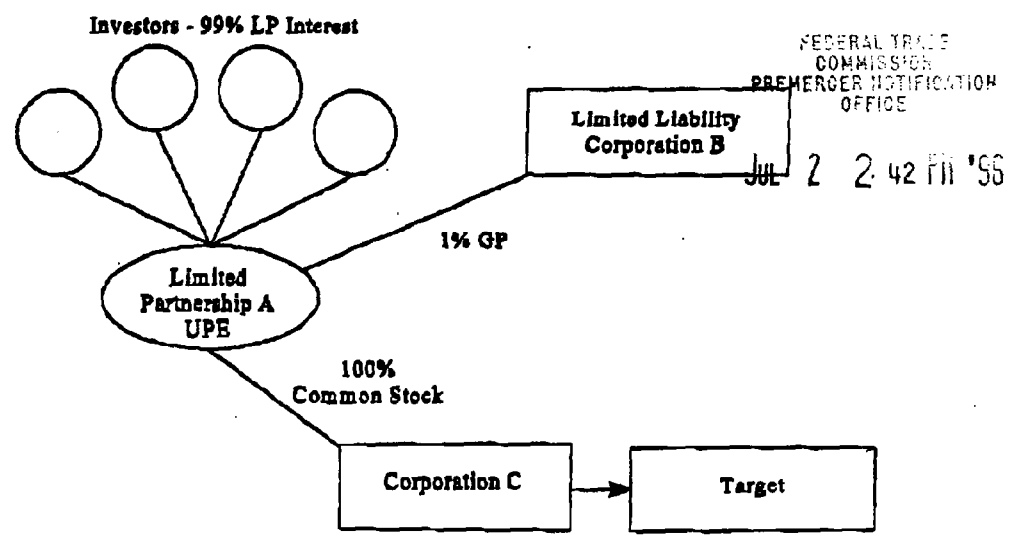 Investors - 99% LP Interest
FEDERAL TRADE
COMMISSION
PREMERGER NOTIFICATION
OFFICE
Limited Liability
Corporation B
JUL 2 2 42 PM '96
1% GP
Limited
Partnership A
UPE
100%
Common Stock
Corporation C
Target